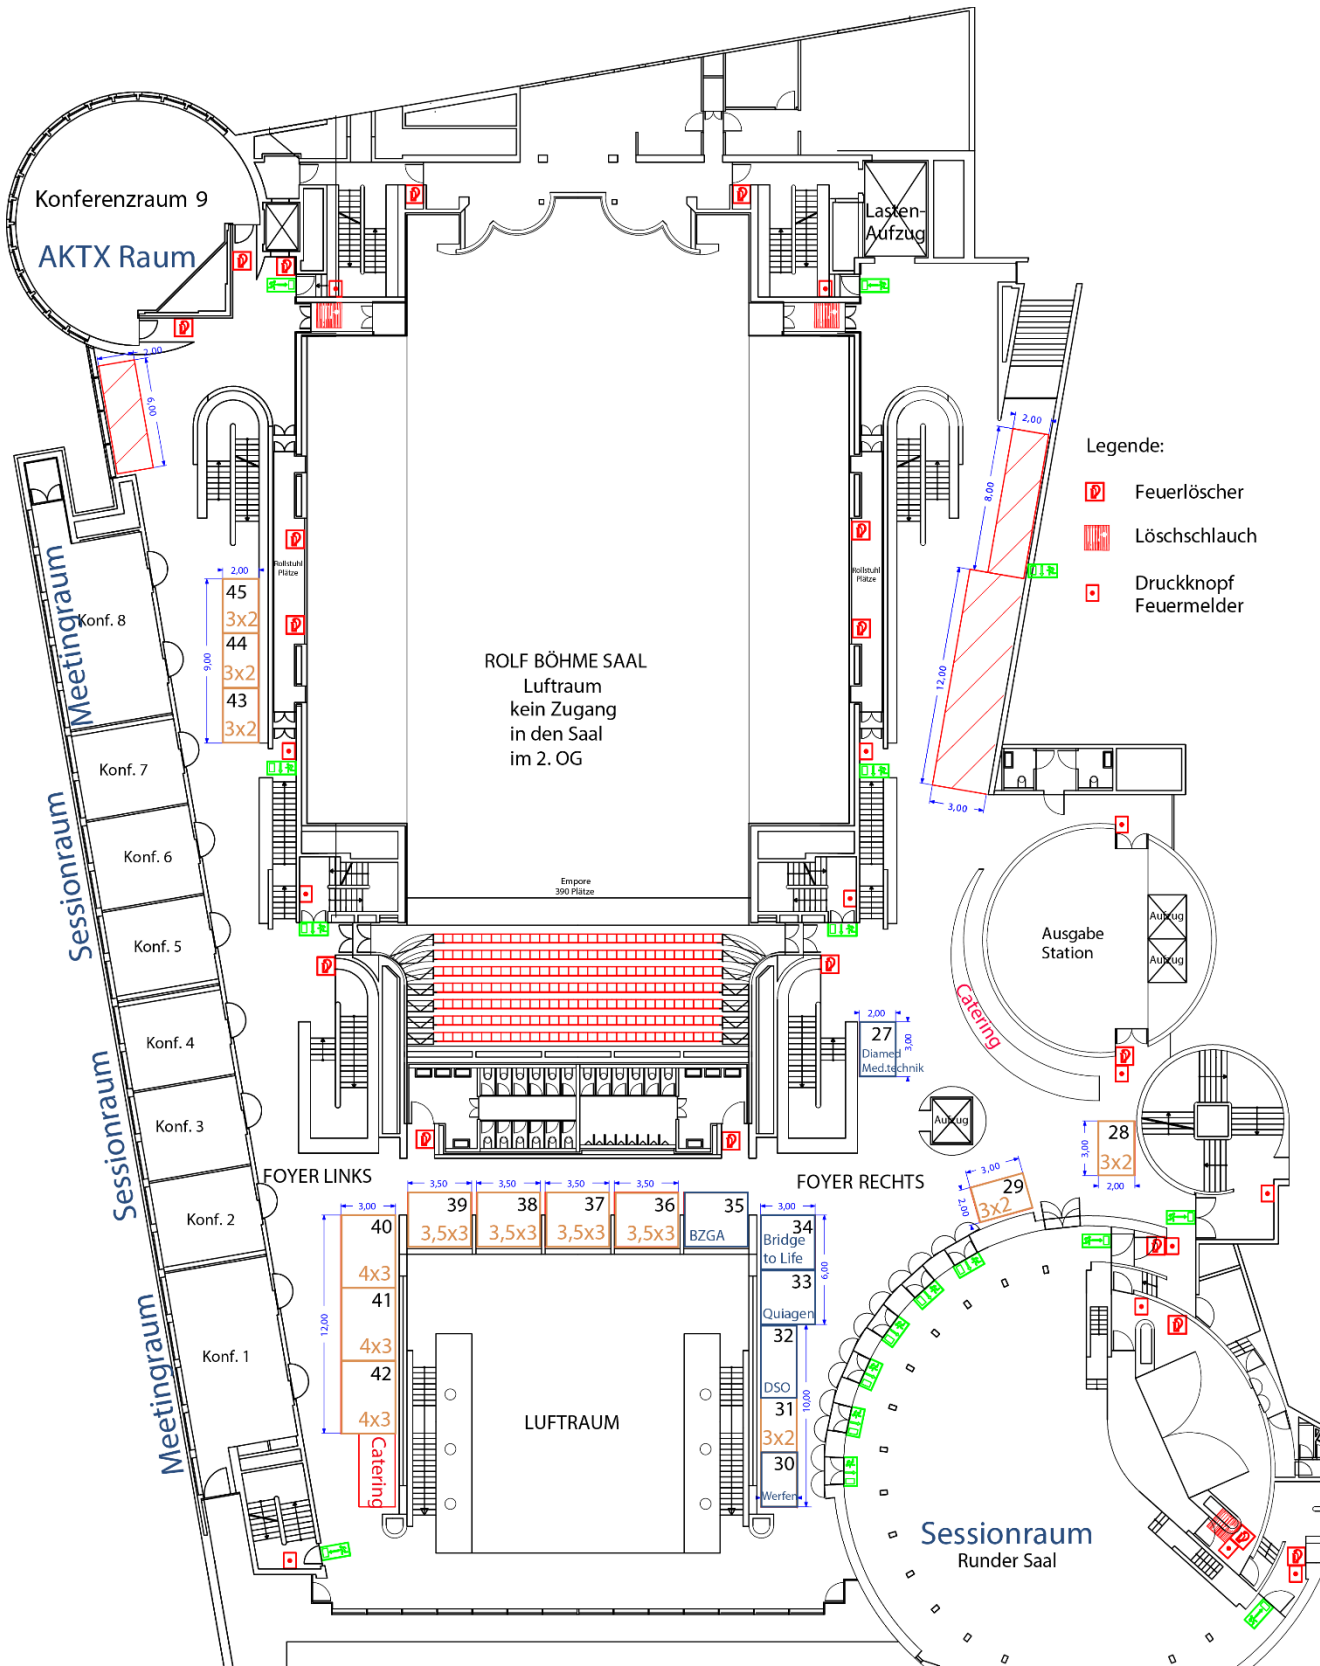 Konferenzraum 9
AKTX Raum
Lasten-
Aufzug
2,00
6,00
2,00
8,00
12,00
3,00
Legende:
Feuerlöscher
Löschschlauch
Druckknopf
Feuermelder
Rollstuhl
Plätze
Rollstuhl
Plätze
2,00
9,00
45
3x2
44
3x2
43
3x2
Meetingraum
Konf. 8
Konf. 7
Sessionraum
Konf. 6
Konf. 5
Sessionraum
Konf. 4
Konf. 3
Konf. 2
Meetingraum
Konf. 1
ROLF BÖHME SAAL
Luftraum
kein Zugang
in den Saal
im 2. OG
Empore
390 Plätze
Ausgabe
Station
Aufzug
Aufzug
Catering
2,00
3,00
27
Diamed
Med.technik
Aufzug
3,00
28
3x2
2,00
3,00
2,00
29
3x2
FOYER LINKS
FOYER RECHTS
3,50
3,50
3,50
3,50
39
3,5x3
38
3,5x3
37
3,5x3
36
3,5x3
35
BZGA
3,00
12,00
40
4x3
41
4x3
42
4x3
Catering
3,00
6,00
34
Bridge
to Life
33
Quiagen
32
DSO
10,00
31
3x2
30
Werfen
LUFTRAUM
Sessionraum
Runder Saal